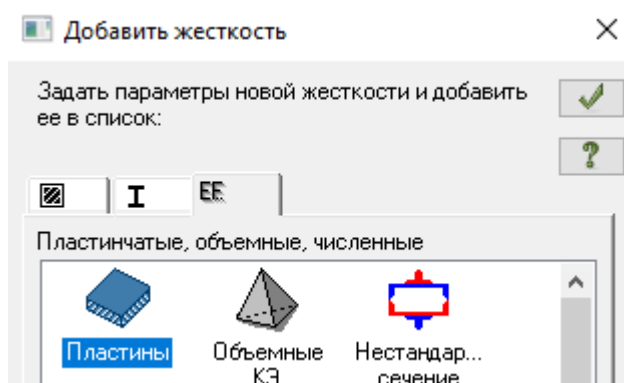 Добавить жесткость
Задать параметры новой жесткости и добавить
ее в список:
I
EE
Пластинчатые, объемные, численные
Пластины
Объемные
КЭ
Нестандар...
сечение